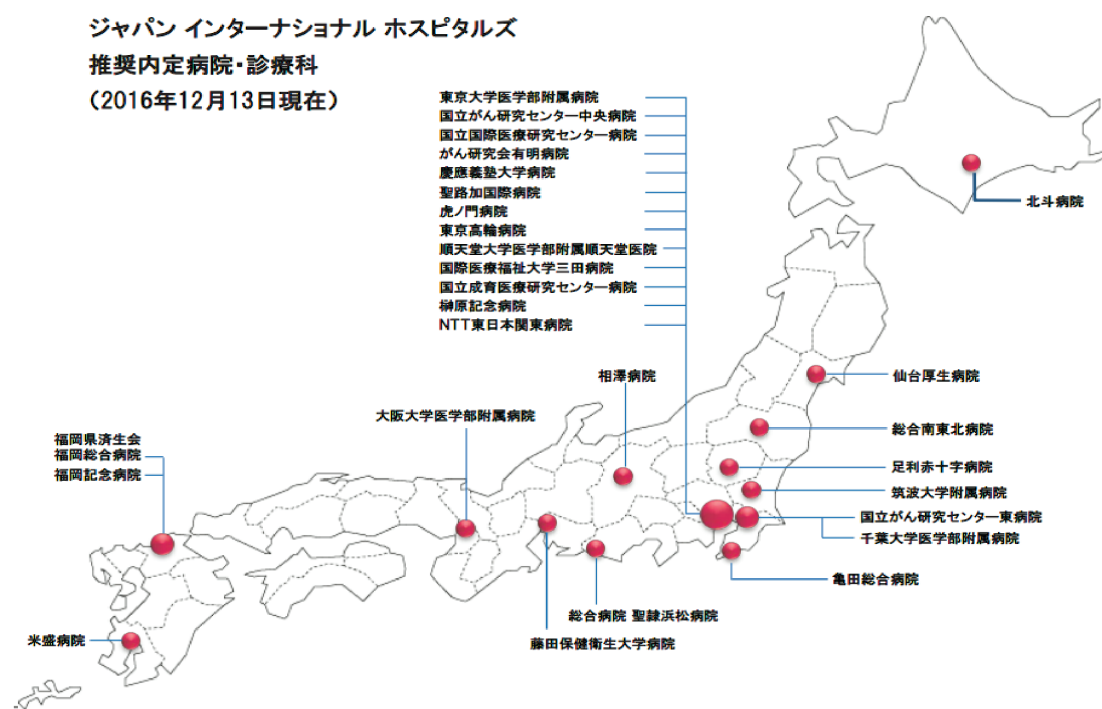 ジャパン インターナショナル ホスピタルズ
推奨内定病院・診療科
（2016年12月13日現在）
東京大学医学部附属病院
国立がん研究センター中央病院
国立国際医療研究センター病院
がん研究会有明病院
慶應義塾大学病院
聖路加国際病院
虎ノ門病院
東京高輪病院
順天堂大学医学部附属順天堂医院
国際医療福祉大学三田病院
国立成育医療研究センター病院
榊原記念病院
NTT東日本関東病院
北斗病院
相澤病院
仙台厚生病院
大阪大学医学部附属病院
総合南東北病院
福岡県済生会
福岡総合病院
福岡記念病院
足利赤十字病院
筑波大学附属病院
国立がん研究センター東病院
千葉大学医学部附属病院
亀田総合病院
総合病院 聖隷浜松病院
藤田保健衛生大学病院
米盛病院